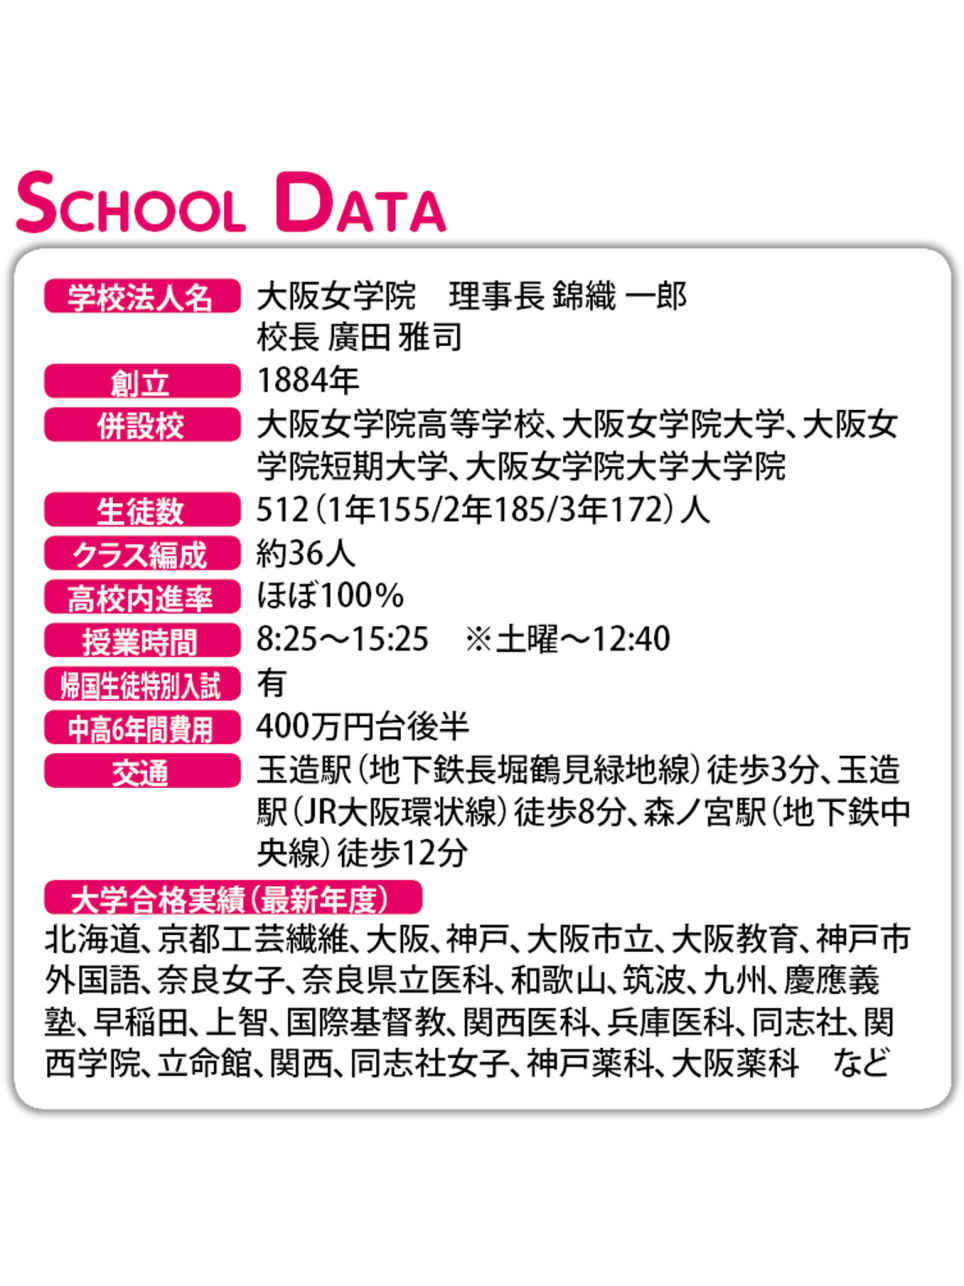 SCHOOL DATA
学校法人名 大阪女学院　理事長 錦織 一郎
校長 廣田 雅司
創立 1884年
併設校 大阪女学院高等学校、大阪女学院大学、大阪女
学院短期大学、大阪女学院大学大学院
生徒数 512（1年155/2年185/3年172）人
クラス編成 約36人
高校内進率 ほぼ100%
授業時間 8:25～15:25　※土曜～12:40
帰国生徒特別入試 有
中高6年間費用 400万円台後半
交通 玉造駅（地下鉄長堀鶴見緑地線）徒歩3分、玉造
駅（JR大阪環状線）徒歩8分、森ノ宮駅（地下鉄中
央線）徒歩12分
大学合格実績（最新年度）
北海道、京都工芸繊維、大阪、神戸、大阪市立、大阪教育、神戸市
外国語、奈良女子、奈良県立医科、和歌山、筑波、九州、慶應義
塾、早稲田、上智、国際基督教、関西医科、兵庫医科、同志社、関
西学院、立命館、関西、同志社女子、神戸薬科、大阪薬科　など